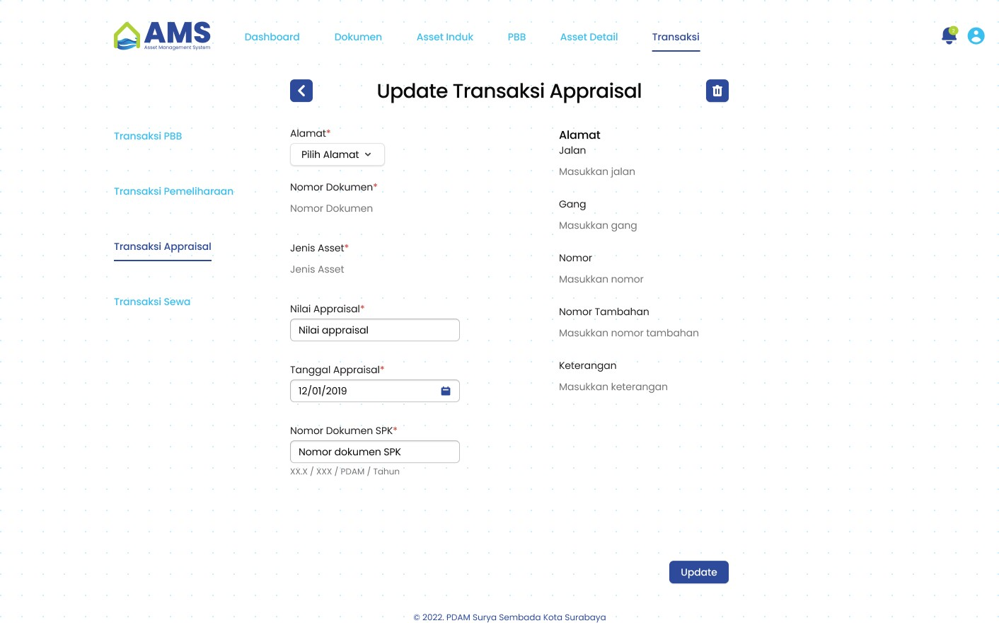 AMS
Asset Management System
Dashboard
Dokumen
Asset Induk
PBB
Asset Detail
Transaksi
2
Update Transaksi Appraisal
Transaksi PBB
Transaksi Pemeliharaan
Transaksi Appraisal
Transaksi Sewa
Alamat*
Pilih Alamat
Nomor Dokumen*
Nomor Dokumen
Jenis Asset*
Jenis Asset
Nilai Appraisal*
Nilai appraisal
Tanggal Appraisal*
12/01/2019
Nomor Dokumen SPK*
Nomor dokumen SPK
XX.X / XXX / PDAM / Tahun
Alamat
Jalan
Masukkan jalan
Gang
Masukkan gang
Nomor
Masukkan nomor
Nomor Tambahan
Masukkan nomor tambahan
Keterangan
Masukkan keterangan
Update
© 2022. PDAM Surya Sembada Kota Surabaya